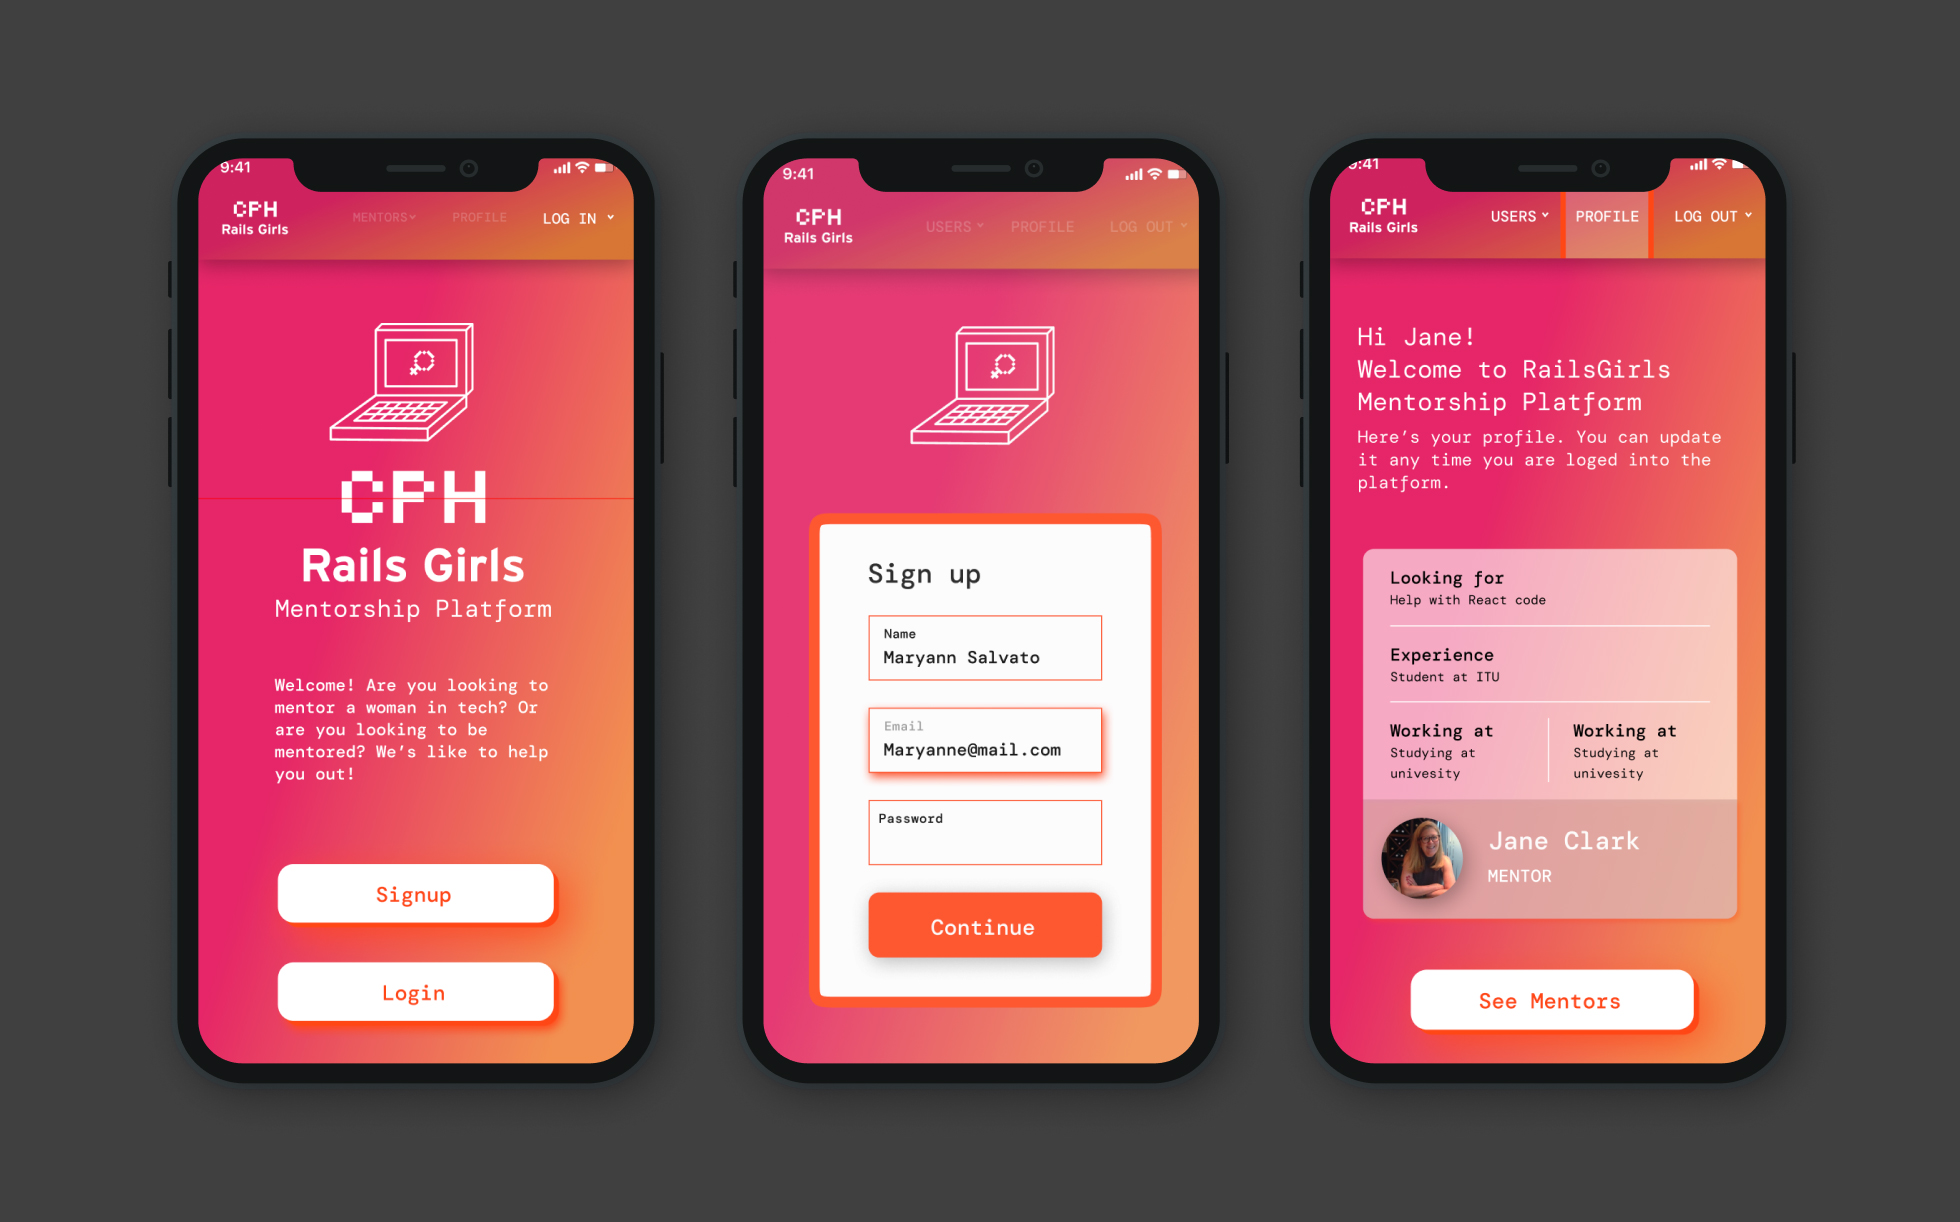 9:41
CPH
Rails Girls
MENTORS
PROFILE
LOG IN
CPH
Rails Girls
Mentorship Platform
Welcome! Are you looking to
mentor a woman in tech? Or
are you looking to be
mentored? We’s like to help
you out!
Signup
Login
9:41
CPH
Rails Girls
USERS
PROFILE
LOG OUT
Sign up
Name
Maryann Salvato
Email
Maryanne@mail.com
Password
Continue
9:41
CPH
Rails Girls
USERS
PROFILE
LOG OUT
Hi Jane!
Welcome to RailsGirls
Mentorship Platform
Here’s your profile. You can update
it any time you are loged into the
platform.
Looking for
Help with React code
Experience
Student at ITU
Working at
Studying at
univesity
Working at
Studying at
univesity
Jane Clark
MENTOR
See Mentors